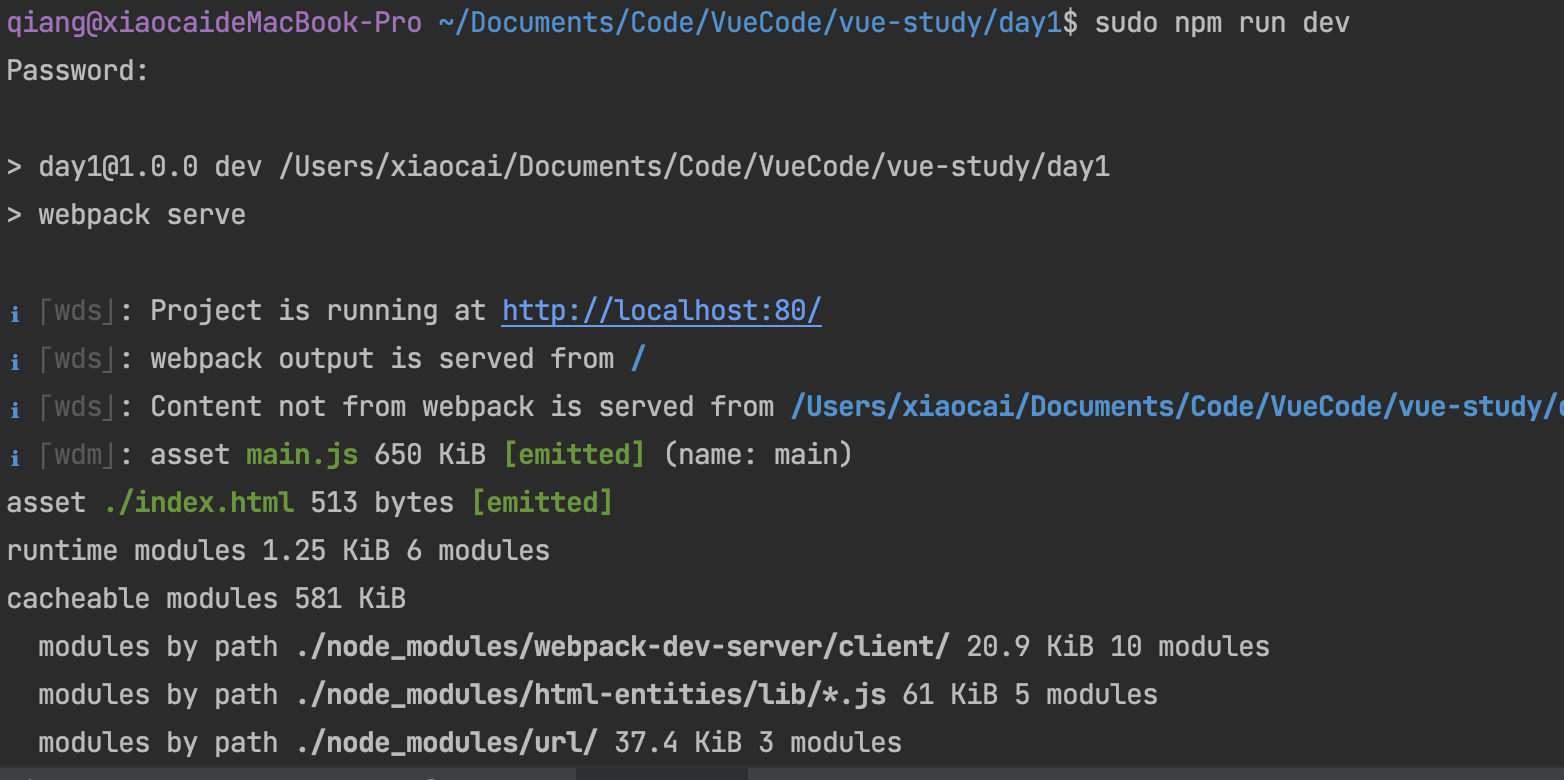 qiang@xiaocaideMacBook-Pro ~/Documents/Code/VueCode/vue-study/day1$ sudo npm run dev
Password:
> day1@1.0.0 dev /Users/xiaocai/Documents/Code/VueCode/vue-study/day1
> webpack serve
ℹ ｢wds｣: Project is running at http://localhost:80/
ℹ ｢wds｣: webpack output is served from /
ℹ ｢wds｣: Content not from webpack is served from /Users/xiaocai/Documents/Code/VueCode/vue-study/
ℹ ｢wdm｣: asset main.js 650 KiB [emitted] (name: main)
asset ./index.html 513 bytes [emitted]
runtime modules 1.25 KiB 6 modules
cacheable modules 581 KiB
  modules by path ./node_modules/webpack-dev-server/client/ 20.9 KiB 10 modules
  modules by path ./node_modules/html-entities/lib/*.js 61 KiB 5 modules
  modules by path ./node_modules/url/ 37.4 KiB 3 modules